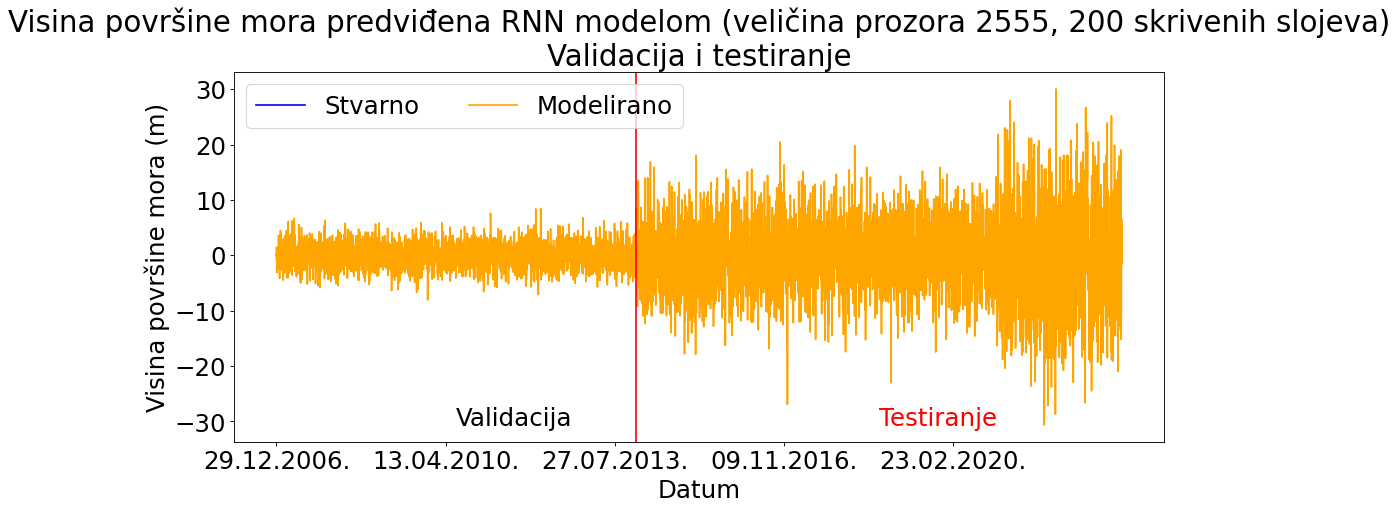 Visina površine mora predviđena RNN modelom (veličina prozora 2555, 200 skrivenih slojeva)
Validacija i testiranje
Stvarno
Modelirano
Visina površine mora (m)
30
20
10
0
−10
−20
−30
Validacija
Testiranje
29.12.2006.
13.04.2010.
27.07.2013.
09.11.2016.
23.02.2020.
Datum